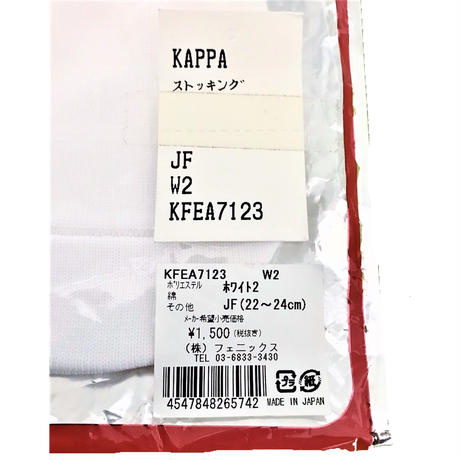 KAPPA
ストッキング
JF
W2
KFEA7123
KFEA7123 W2
ポリエステル ホワイト2
綿
その他 JF(22～24cm)
メーカー希望小売価格
¥1,500 (税抜き)
(株) フェニックス
TEL 03-6833-3430
プラ 紙
4547848265742 MADE IN JAPAN